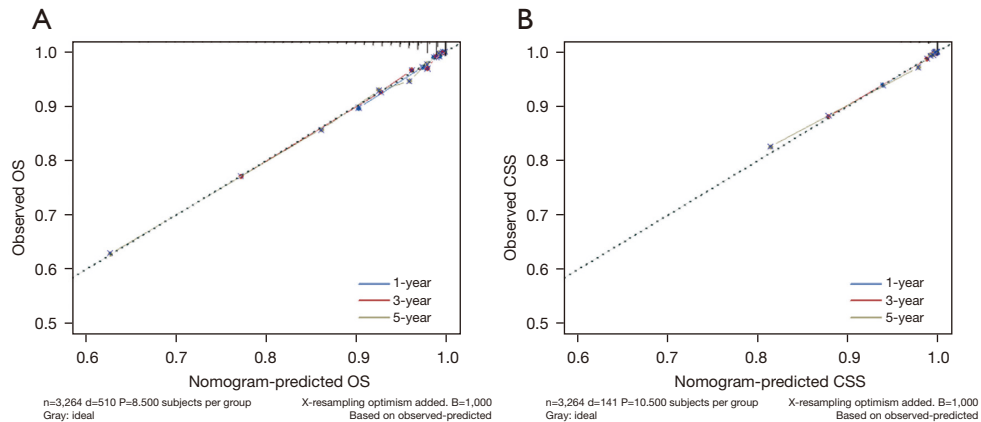 A
1.0
0.9
0.8
0.7
0.6
0.5
Observed OS
1-year
3-year
5-year
0.6 0.7 0.8 0.9 1.0
Nomogram-predicted OS
n=3,264 d=510 P=8.500 subjects per group X-resampling optimism added. B=1,000
Gray: ideal Based on observed-predicted
B
1.0
0.9
0.8
0.7
0.6
0.5
Observed CSS
1-year
3-year
5-year
0.6 0.7 0.8 0.9 1.0
Nomogram-predicted CSS
n=3,264 d=141 P=10.500 subjects per group X-resampling optimism added. B=1,000
Gray: ideal Based on observed-predicted